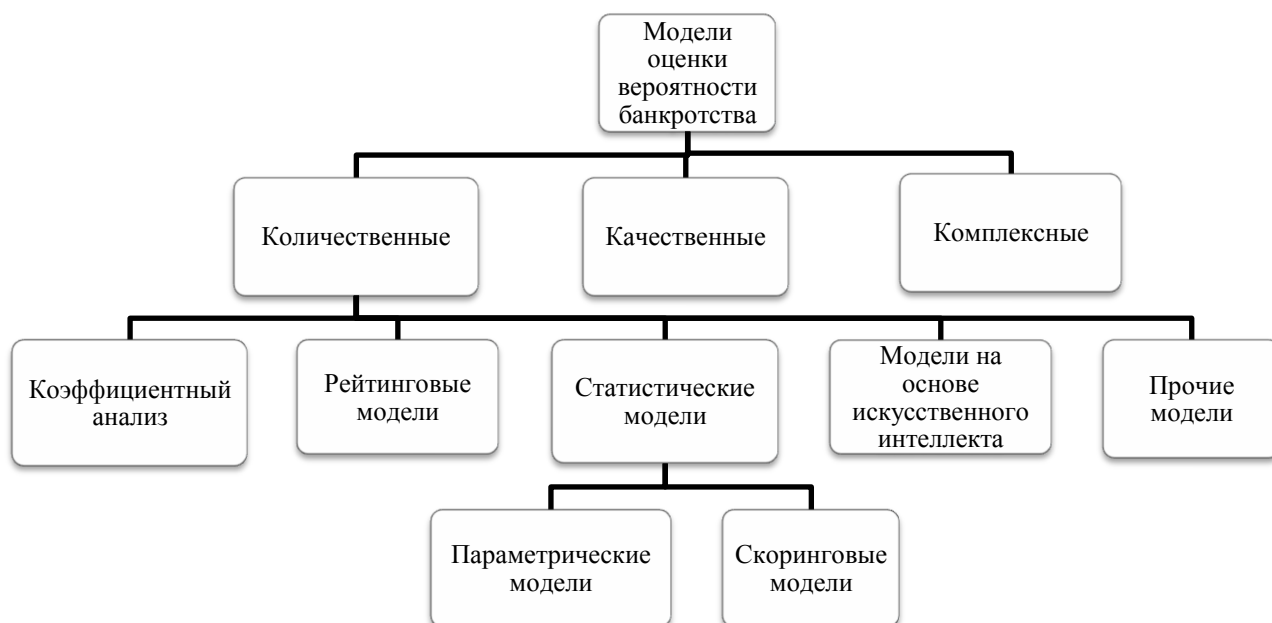 Модели
оценки
вероятности
банкротства
Количественные
Качественные
Комплексные
Коэффициентный
анализ
Рейтинговые
модели
Статистические
модели
Модели на
основе
искусственного
интеллекта
Прочие
модели
Параметрические
модели
Скоринговые
модели